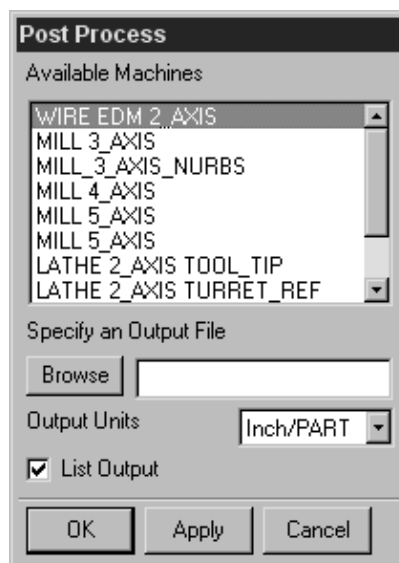 Post Process
Available Machines
WIRE EDM 2_AXIS
MILL 3_AXIS
MILL_3_AXIS_NURBS
MILL 4_AXIS
MILL 5_AXIS
MILL 5_AXIS
LATHE 2_AXIS TOOL_TIP
LATHE 2_AXIS TURRET_REF
Specify an Output File
Browse
Output Units Inch/PART
List Output
OK Apply Cancel